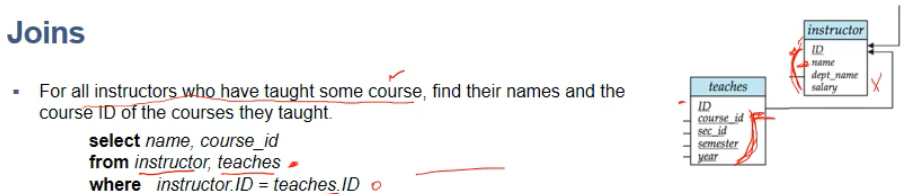 Joins
▪ For all instructors who have taught some course, find their names and the
course ID of the courses they taught.
select name, course_id
from instructor, teaches
where instructor.ID = teaches.ID
instructor
ID
name
dept_name
salary
teaches
ID
course_id
sec_id
semester
year